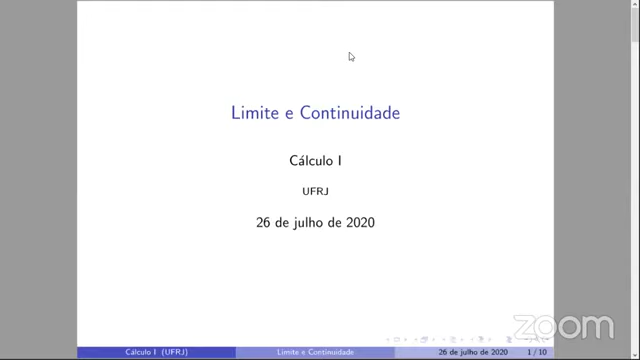 Limite e Continuidade
Cálculo I
UFRJ
26 de julho de 2020
zoom
Cálculo I (UFRJ) Limite e Continuidade 26 de julho de 2020 1 / 10